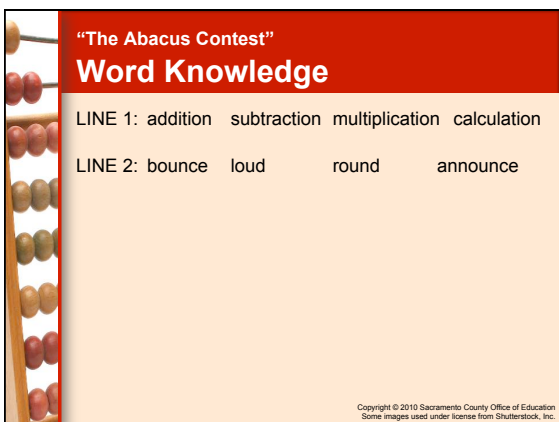 “The Abacus Contest”
Word Knowledge
LINE 1: addition subtraction multiplication calculation
LINE 2: bounce loud round announce
Copyright © 2010 Sacramento County Office of Education
Some images used under license from Shutterstock, Inc.